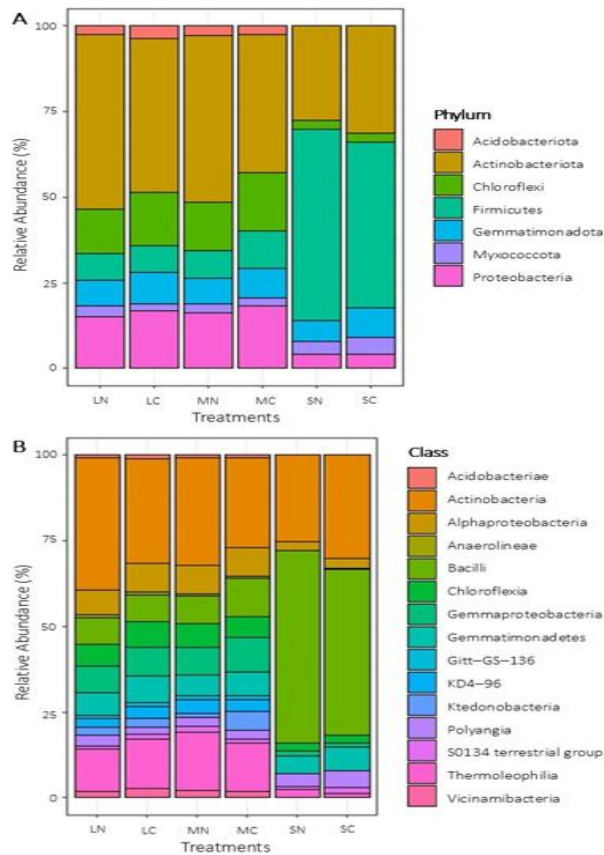 A
100
75
50
25
0
Relative Abundance (%)
LN LC MN MC SN SC
Treatments
Phylum
Acidobacteriota
Actinobacteriota
Chloroflexi
Firmicutes
Gemmatimonadota
Myxococcota
Proteobacteria
B
100
75
50
25
0
Relative Abundance (%)
LN LC MN MC SN SC
Treatments
Class
Acidobacteriae
Actinobacteria
Alphaproteobacteria
Anaerolineae
Bacilli
Chloroflexia
Gemmaproteobacteria
Gemmatimonadetes
Gitt-GS-136
KD4-96
Ktedonobacteria
Polyangia
S0134 terrestrial group
Thermoleophilia
Vicinamibacteria